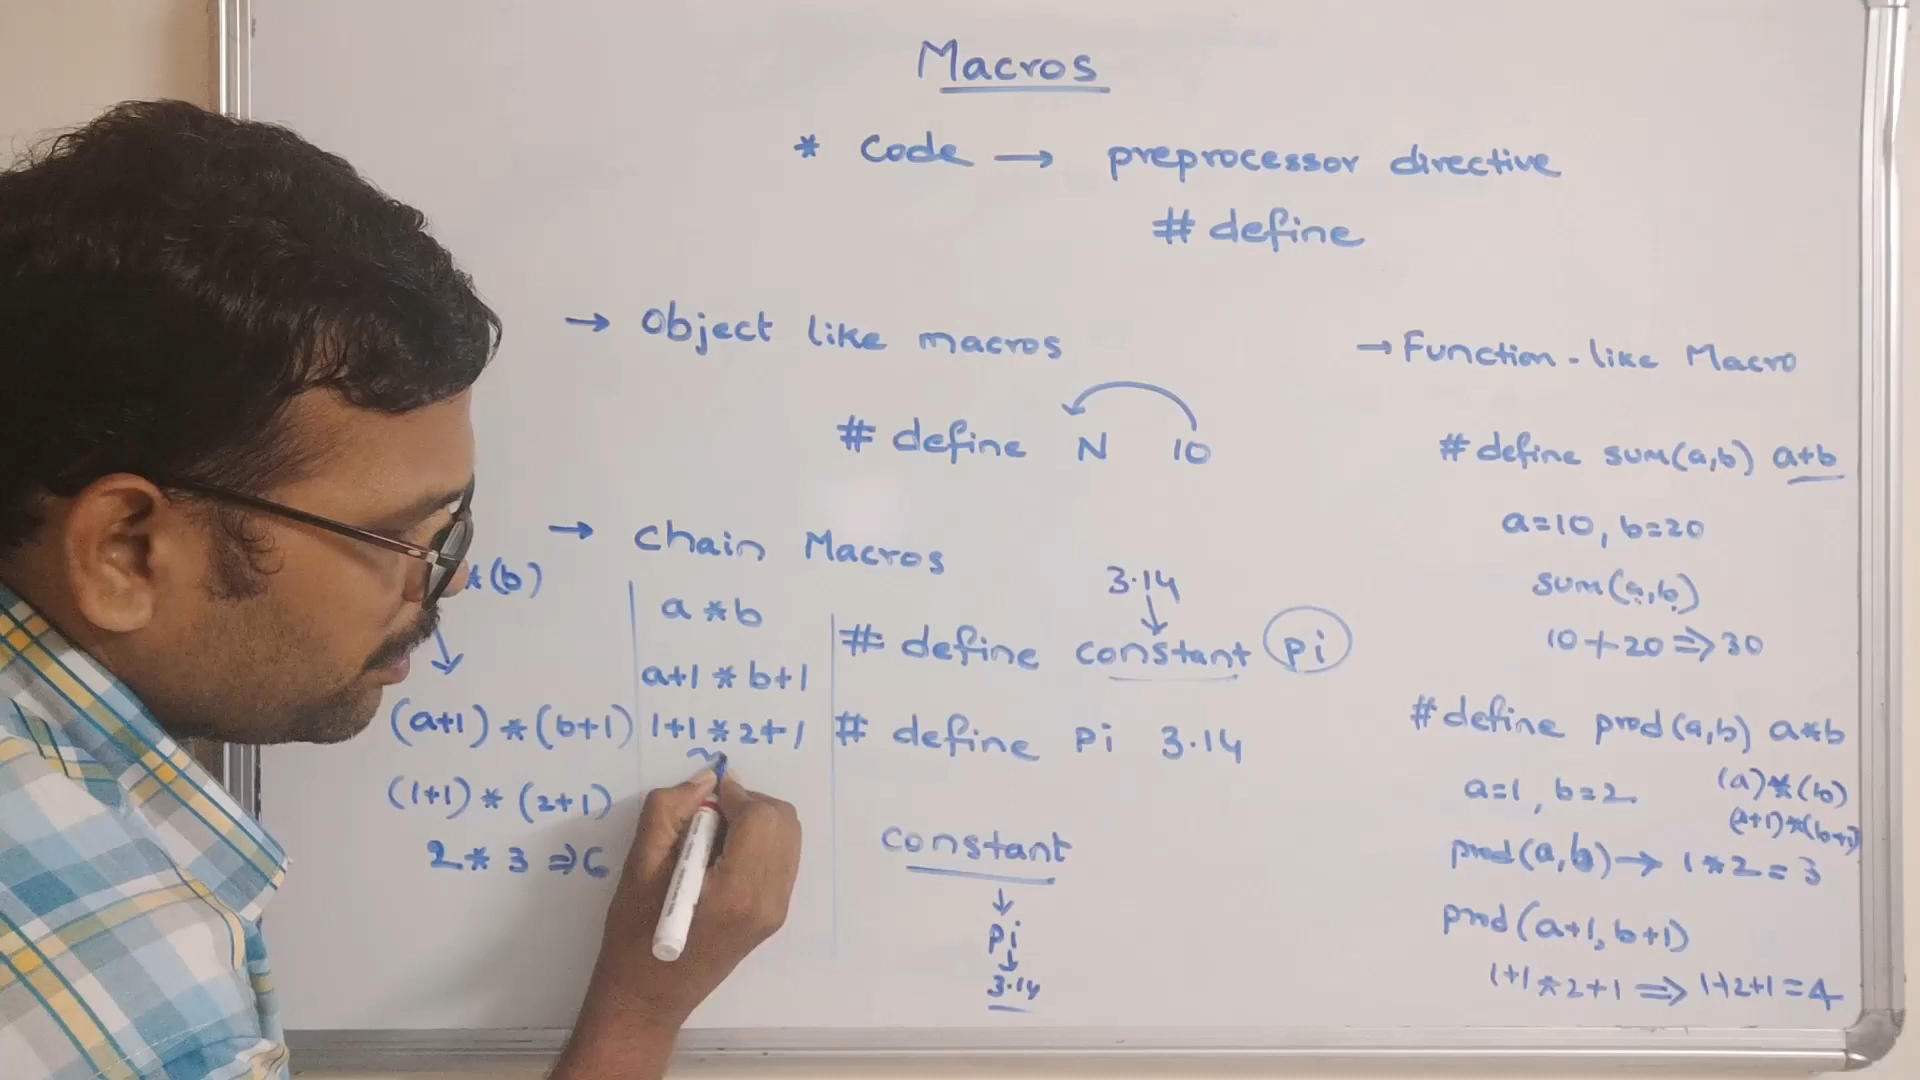 Macros
* Code → preprocessor directive
# define
→ Object like macros
# define N 10
→ Chain Macros
*(b)
(a+1) * (b+1)
(1+1) * (2+1)
2 * 3 ⇒ 6
a * b
a+1 * b+1
1+1 * 2+1
3.14
# define constant pi
# define pi 3.14
constant
↓
pi
↓
3.14
→ Function-like Macro
# define sum(a,b) a+b
a=10, b=20
sum(a,b)
10+20 ⇒ 30
# define prod(a,b) a*b
a=1, b=2
(a)*(b)
(a+1)*(b+1)
prod(a,b) → 1*2=3
prod(a+1, b+1)
1+1*2+1 ⇒ 1+2+1=4